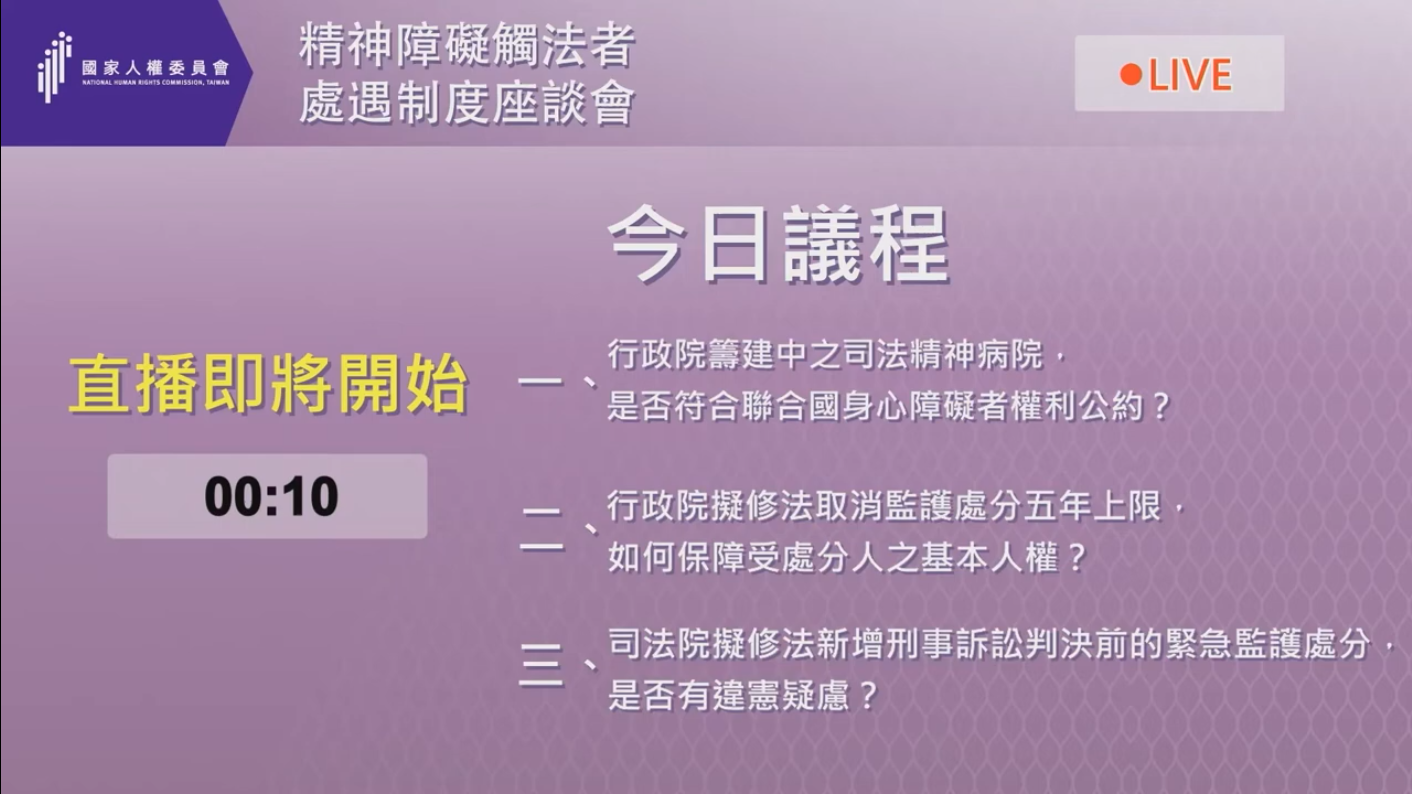 國家人權委員會
NATIONAL HUMAN RIGHTS COMMISSION, TAIWAN
精神障礙觸法者
處遇制度座談會
LIVE
今日議程
直播即將開始
00:10
一、行政院籌建中之司法精神病院，
是否符合聯合國身心障礙者權利公約？
二、行政院擬修法取消監護處分五年上限，
如何保障受處分人之基本人權？
三、司法院擬修法新增刑事訴訟判決前的緊急監護處分，
是否有違憲疑慮？